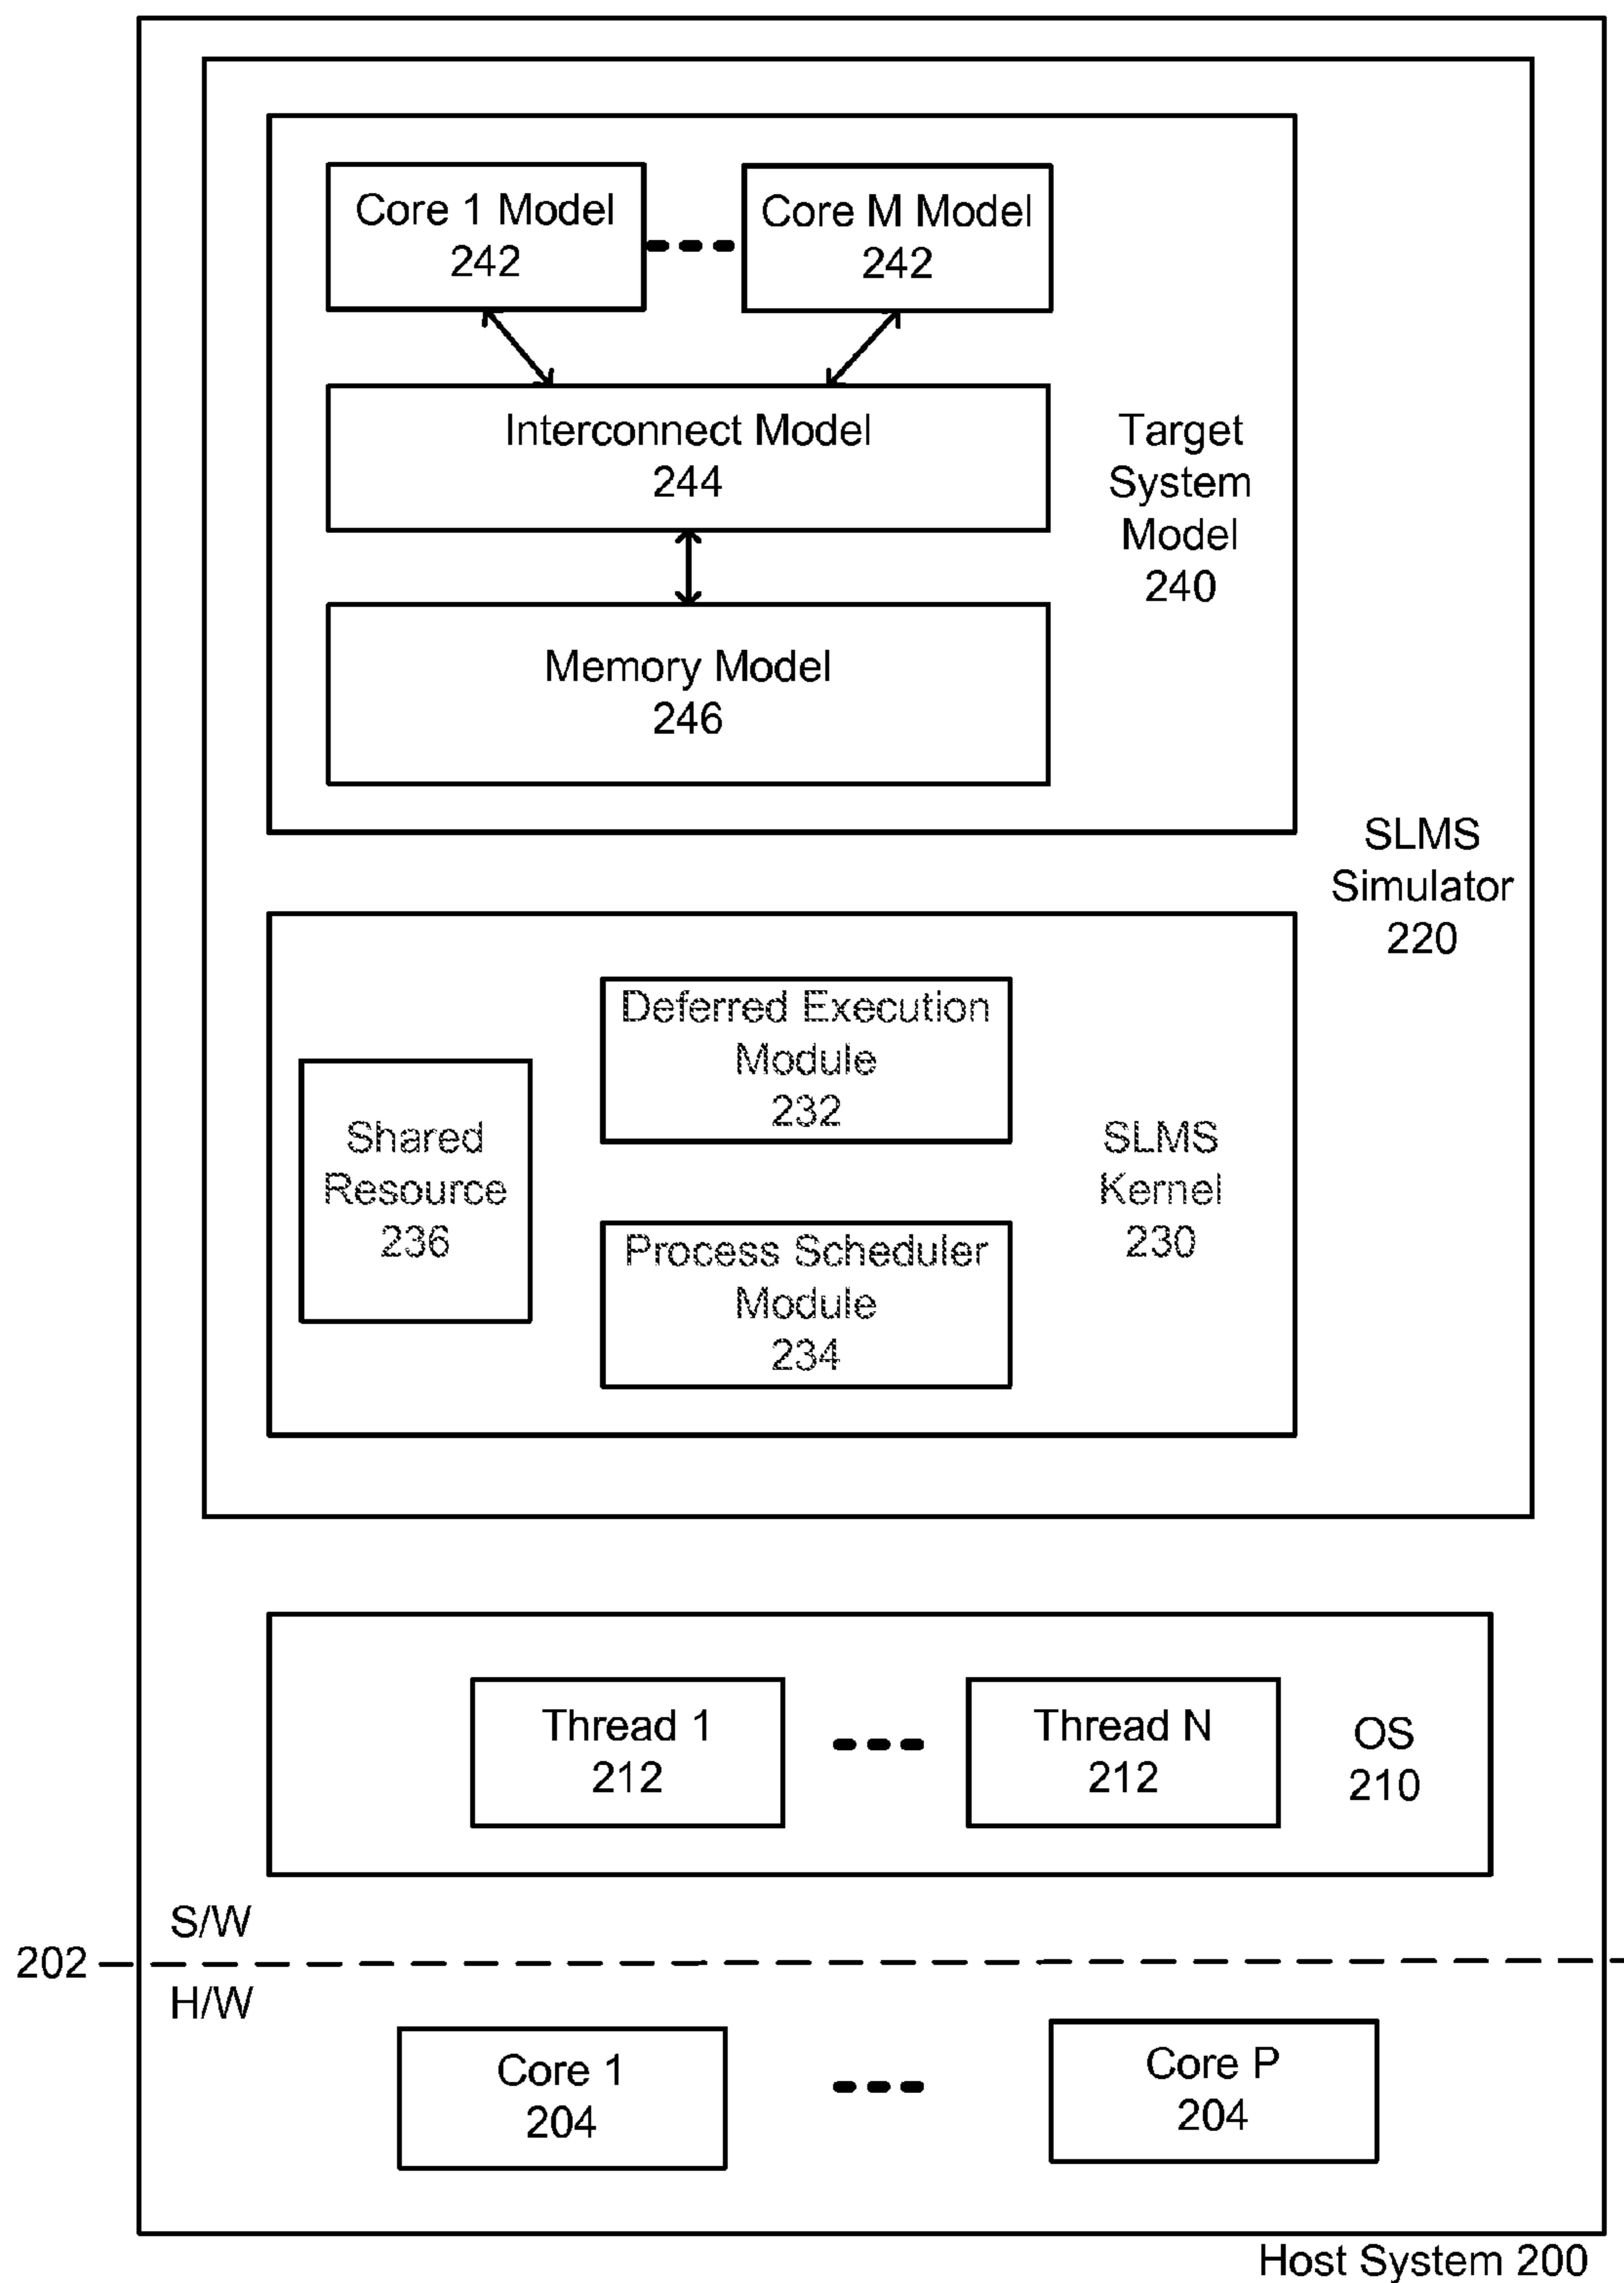 Core 1 Model
242
Core M Model
242
Interconnect Model
244
Target
System
Model
240
Memory Model
246
SLMS
Simulator
220
Deferred Execution
Module
232
Shared
Resource
236
SLMS
Kernel
230
Process Scheduler
Module
234
Thread 1
212
Thread N
212
OS
210
S/W
202
H/W
Core 1
204
Core P
204
Host System 200